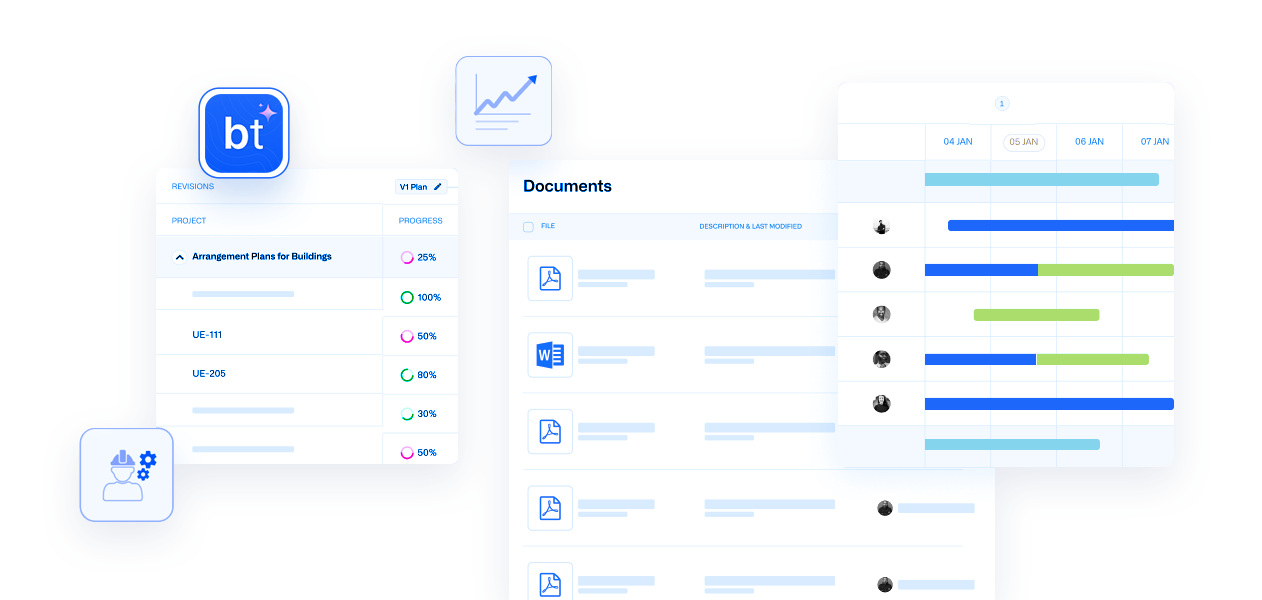 bt
REVISIONS
V1 Plan
PROJECT
PROGRESS
Arrangement Plans for Buildings
25%
100%
UE-111
50%
UE-205
80%
30%
50%
Documents
FILE
DESCRIPTION & LAST MODIFIED
W
1
04 JAN
05 JAN
06 JAN
07 JAN